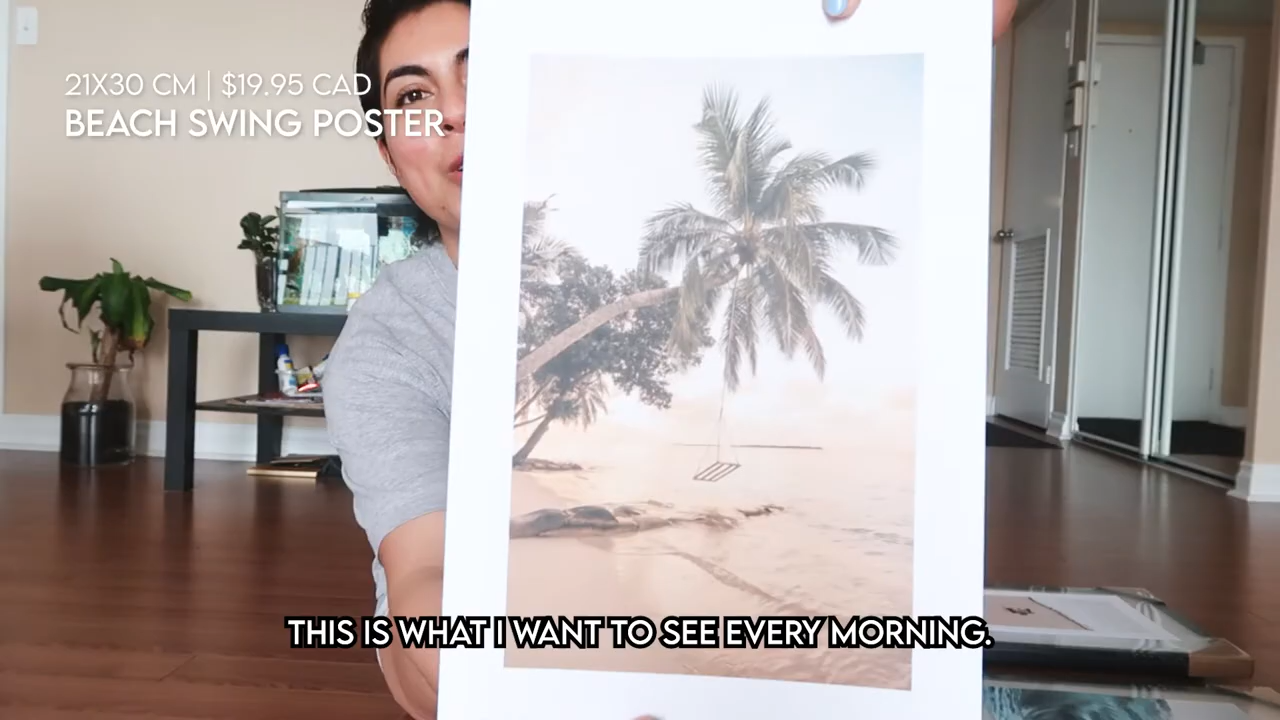 21X30 CM | $19.95 CAD
BEACH SWING POSTER
THIS IS WHAT I WANT TO SEE EVERY MORNING.